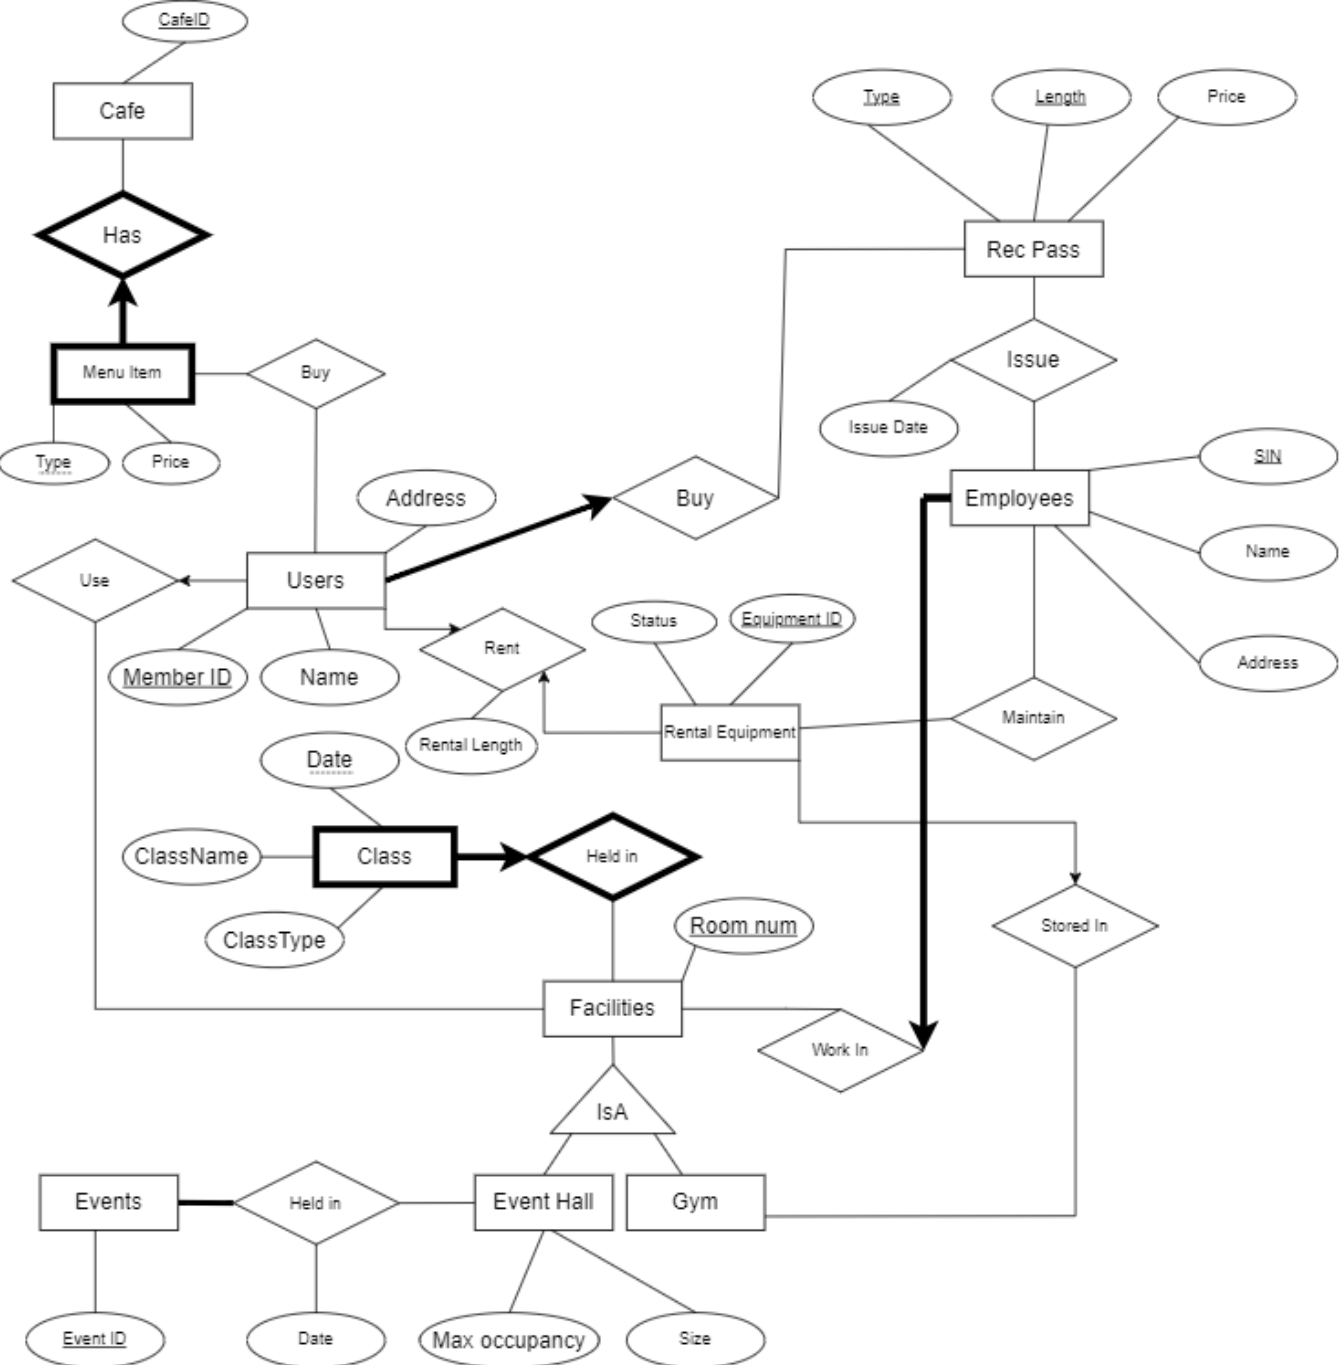 CafeID
Cafe
Type
Length
Price
Has
Rec Pass
Menu Item
Buy
Issue
Issue Date
Type
Price
SIN
Address
Buy
Employees
Name
Use
Users
Status
Equipment ID
Rent
Member ID
Name
Address
Rental Length
Rental Equipment
Maintain
Date
ClassName
Class
Held in
ClassType
Room num
Stored In
Facilities
Work In
IsA
Events
Held in
Event Hall
Gym
Event ID
Date
Max occupancy
Size